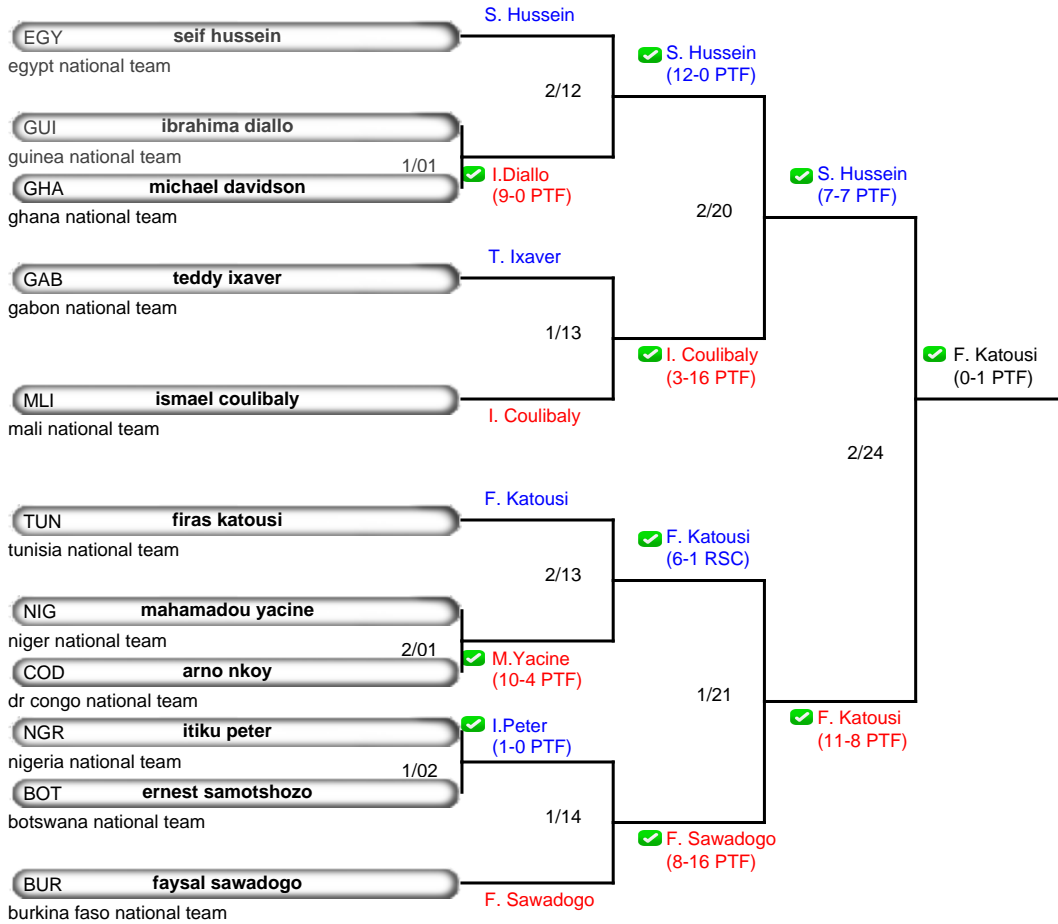 S. Hussein
EGY seif hussein
egypt national team
S. Hussein
(12-0 PTF)
2/12
GUI ibrahima diallo
guinea national team
1/01
I.Diallo
(9-0 PTF)
GHA michael davidson
ghana national team
S. Hussein
(7-7 PTF)
2/20
T. Ixaver
GAB teddy ixaver
gabon national team
1/13
I. Coulibaly
(3-16 PTF)
F. Katousi
(0-1 PTF)
MLI ismael coulibaly
mali national team
I. Coulibaly
2/24
F. Katousi
TUN firas katousi
tunisia national team
F. Katousi
(6-1 RSC)
2/13
NIG mahamadou yacine
niger national team
2/01
M.Yacine
(10-4 PTF)
COD arno nkoy
dr congo national team
1/21
F. Katousi
(11-8 PTF)
NGR itiku peter
nigeria national team
I.Peter
(1-0 PTF)
1/02
BOT ernest samotshozo
botswana national team
1/14
F. Sawadogo
(8-16 PTF)
BUR faysal sawadogo
burkina faso national team
F. Sawadogo